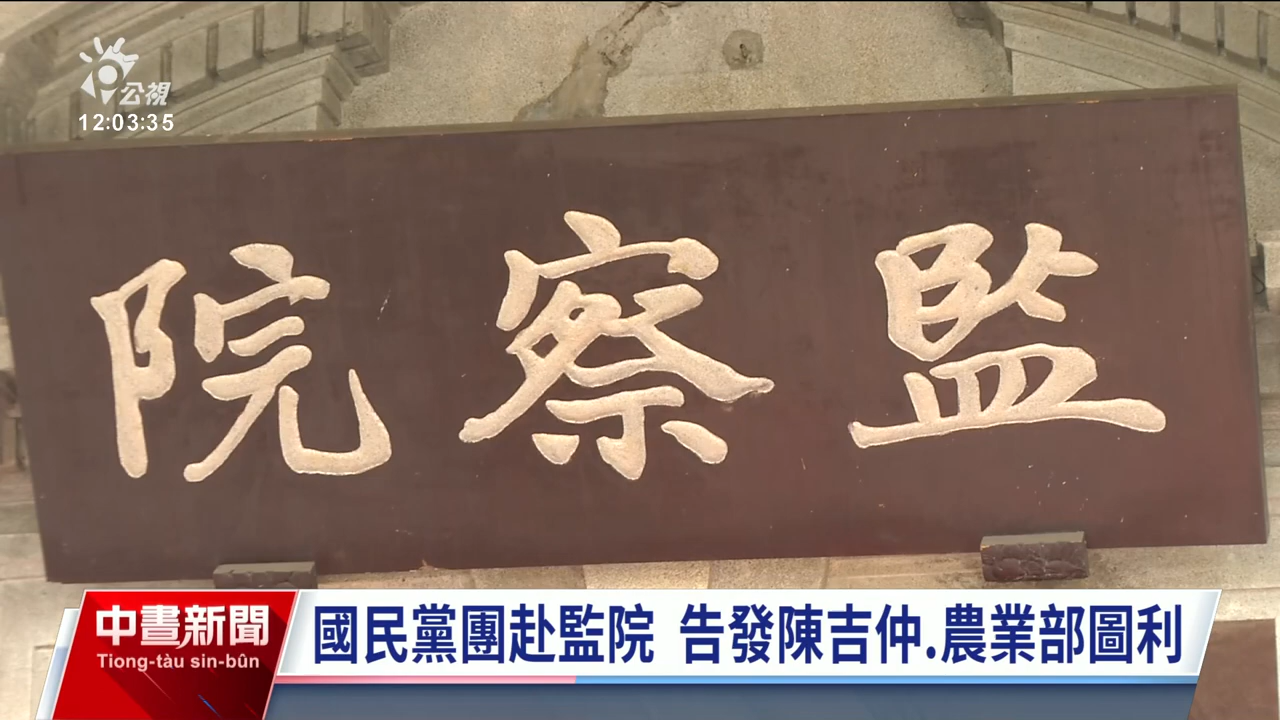 公視
12:03:35
監察院
中晝新聞
Tiong-tàu sin-bûn
國民黨團赴監院 告發陳吉仲.農業部圖利